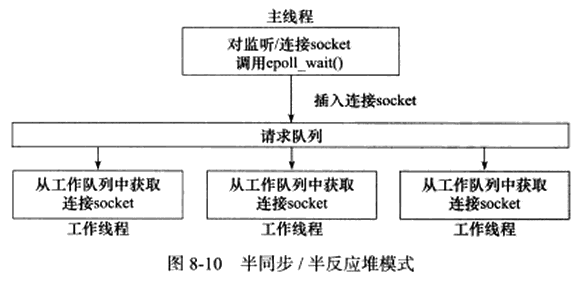 主线程
对监听/连接socket
调用epoll_wait()
插入连接socket
请求队列
从工作队列中获取
连接socket
从工作队列中获取
连接socket
从工作队列中获取
连接socket
工作线程
工作线程
工作线程
图 8-10 半同步/半反应堆模式